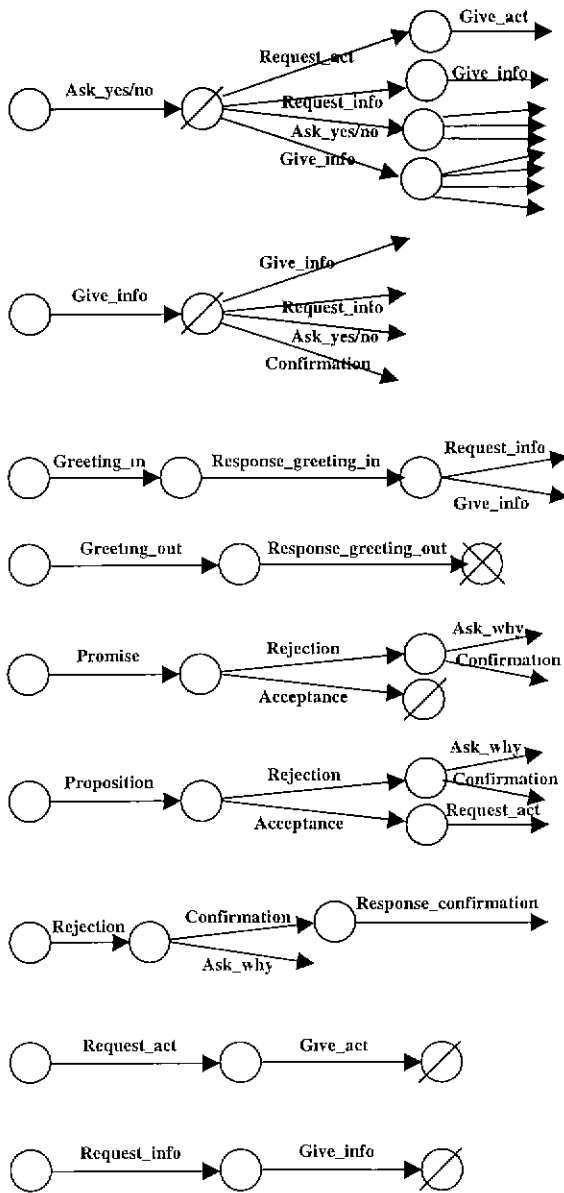 Give_act
Request_act
Give_info
Ask_yes/no
Request_info
Ask_yes/no
Give_info
Give_info
Give_info
Request_info
Ask_yes/no
Confirmation
Greeting_in
Response_greeting_in
Request_info
Give_info
Greeting_out
Response_greeting_out
Promise
Rejection
Ask_why
Confirmation
Acceptance
Proposition
Rejection
Ask_why
Confirmation
Acceptance
Request_act
Rejection
Confirmation
Response_confirmation
Ask_why
Request_act
Give_act
Request_info
Give_info